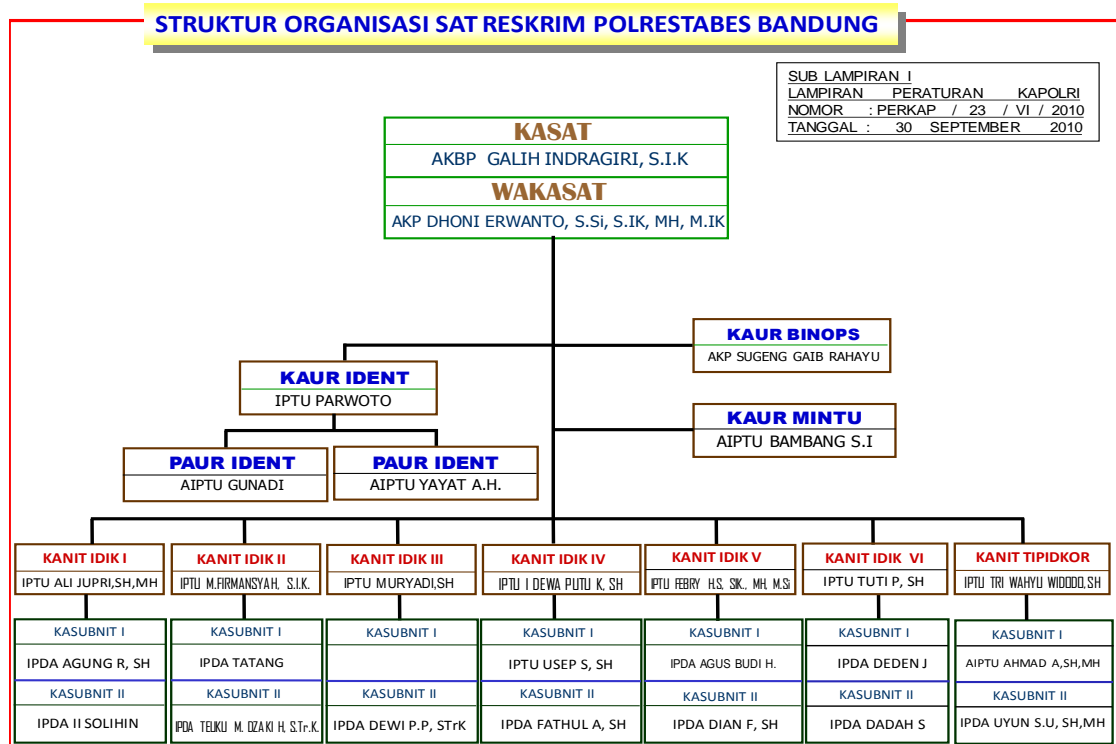 STRUKTUR ORGANISASI SAT RESKRIM POLRESTABES BANDUNG
SUB LAMPIRAN I
LAMPIRAN PERATURAN KAPOLRI
NOMOR : PERKAP / 23 / VI / 2010
TANGGAL : 30 SEPTEMBER 2010
KASAT
AKBP GALIH INDRAGIRI, S.I.K
WAKASAT
AKP DHONI ERWANTO, S.Si, S.IK, MH, M.IK
KAUR BINOPS
AKP SUGENG GAIB RAHAYU
KAUR IDENT
IPTU PARWOTO
KAUR MINTU
AIPTU BAMBANG S.I
PAUR IDENT
AIPTU GUNADI
PAUR IDENT
AIPTU YAYAT A.H.
KANIT IDIK I
IPTU ALI JUPRI,SH,MH
KASUBNIT I
IPDA AGUNG R, SH
KASUBNIT II
IPDA II SOLIHIN
KANIT IDIK II
IPTU M.FIRMANSYAH, S.I.K.
KASUBNIT I
IPDA TATANG
KASUBNIT II
IPDA TEUKU M. DZAKI H, S.Tr.K.
KANIT IDIK III
IPTU MURYADI,SH
KASUBNIT I
KASUBNIT II
IPDA DEWI P.P, STrK
KANIT IDIK IV
IPTU I DEWA PUTU K, SH
KASUBNIT I
IPTU USEP S, SH
KASUBNIT II
IPDA FATHUL A, SH
KANIT IDIK V
IPTU FEBRY H.S, SIK., MH, M.Si
KASUBNIT I
IPDA AGUS BUDI H.
KASUBNIT II
IPDA DIAN F, SH
KANIT IDIK VI
IPTU TUTI P, SH
KASUBNIT I
IPDA DEDEN J
KASUBNIT II
IPDA DADAH S
KANIT TIPIDKOR
IPTU TRI WAHYU WIDODO,SH
KASUBNIT I
AIPTU AHMAD A,SH,MH
KASUBNIT II
IPDA UYUN S.U, SH,MH